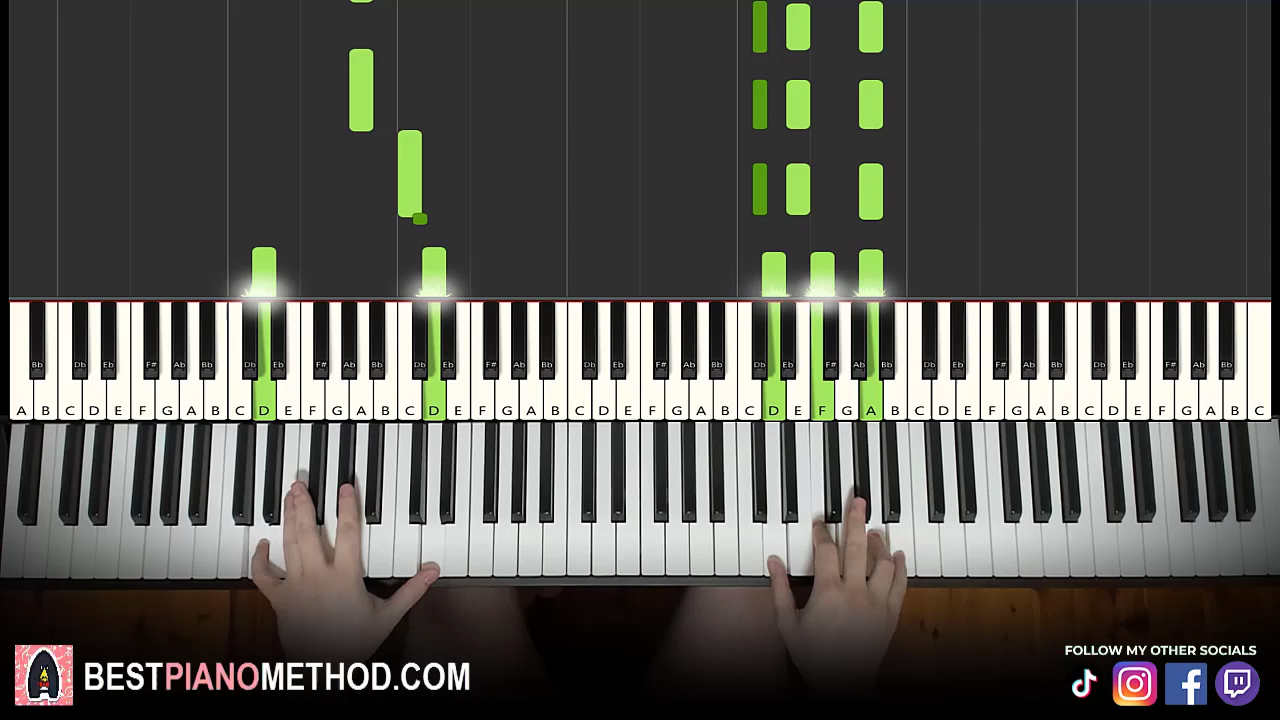 Bb Db Eb F# Ab Bb Db Eb F# Ab Bb Db Eb F# Ab Bb Db Eb F# Ab Bb Db Eb F# Ab Bb Db Eb F# Ab Bb Db Eb F# Ab Bb
A B C D E F G A B C D E F G A B C D E F G A B C D E F G A B C D E F G A B C D E F G A B C D E F G A B C
BESTPIANOMETHOD.COM
FOLLOW MY OTHER SOCIALS